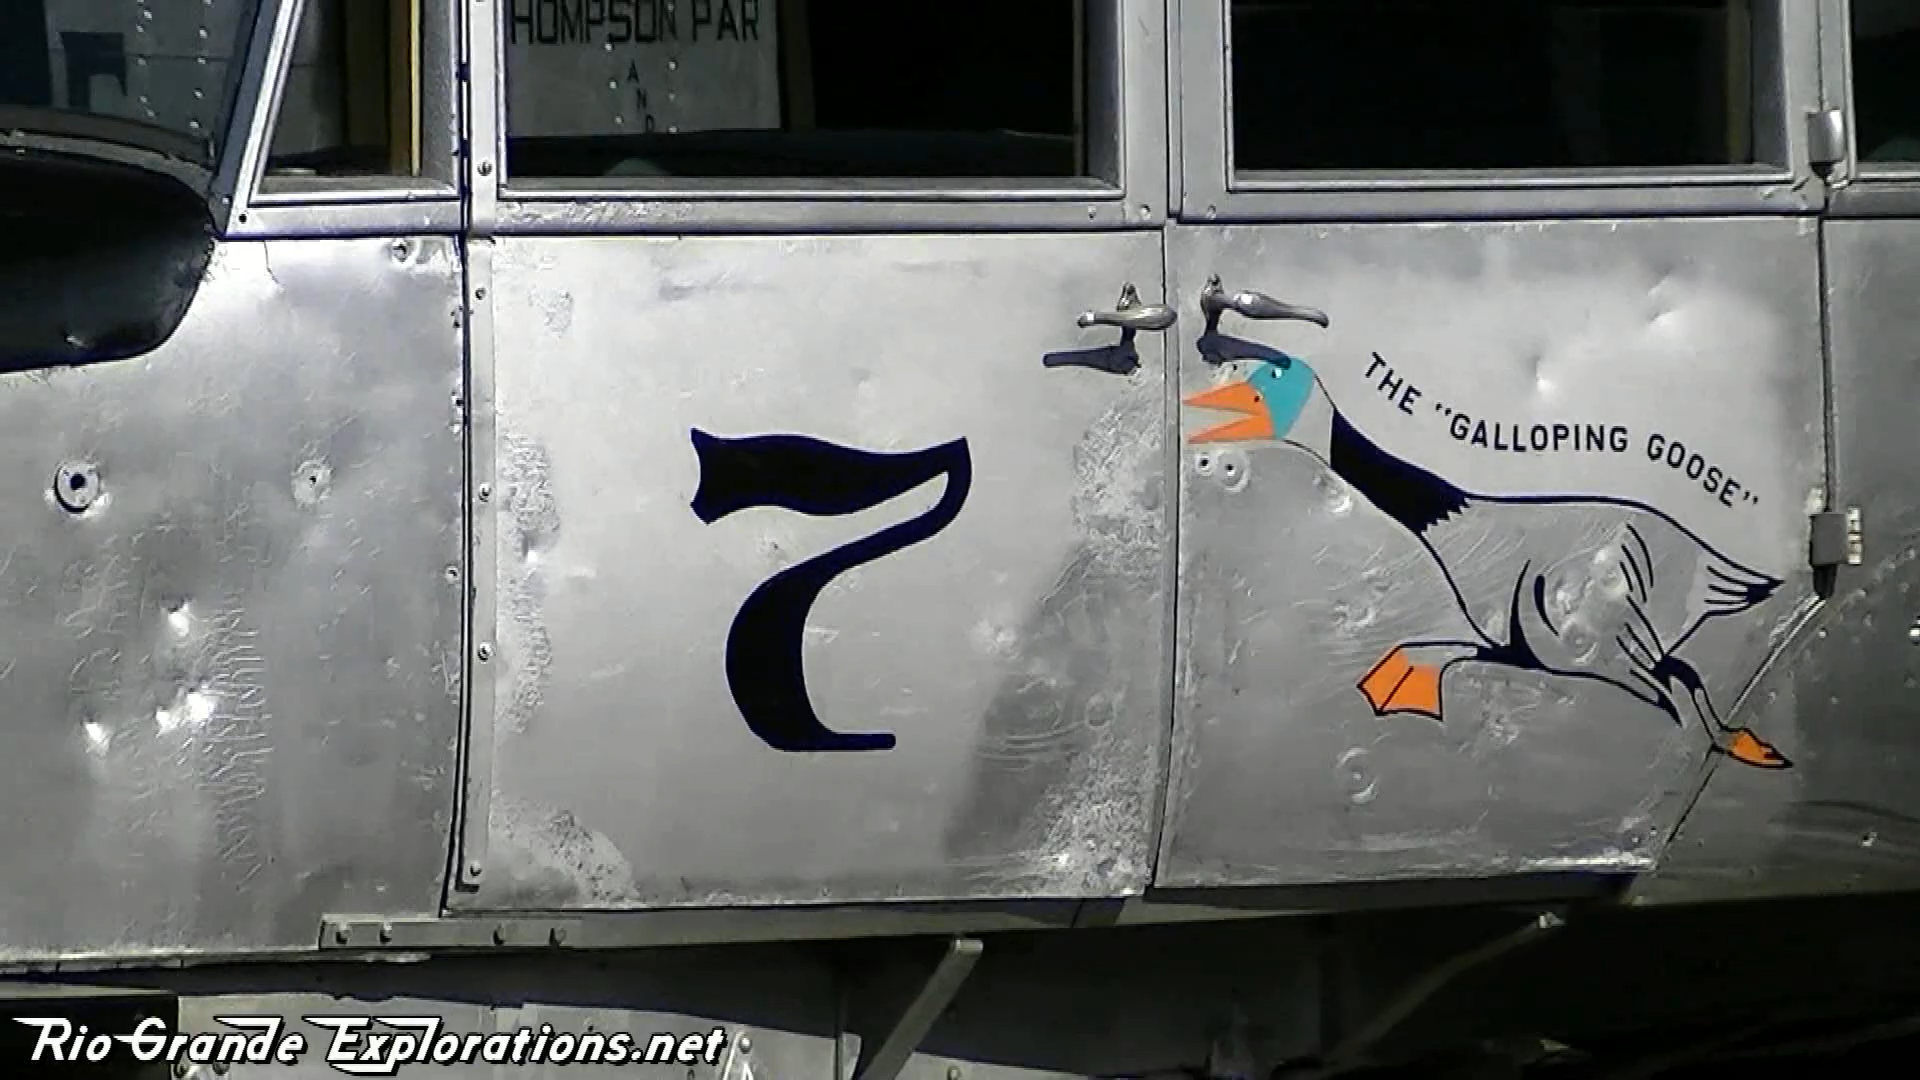 HOMPSON PAR
A
N
D
7
THE "GALLOPING GOOSE"
Rio Grande Explorations.net